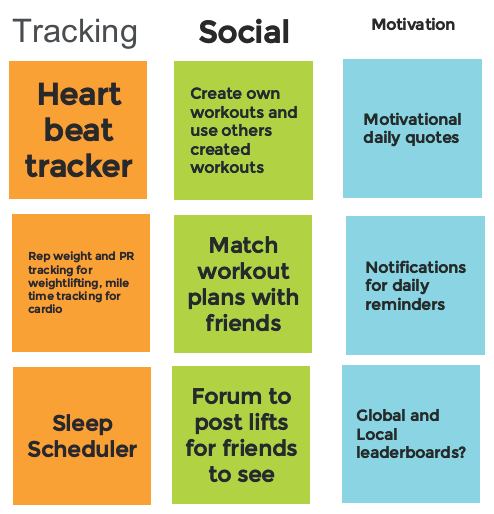 Tracking
Social
Motivation
Heart
beat
tracker
Create own
workouts and
use others
created
workouts
Motivational
daily quotes
Rep weight and PR
tracking for
weightlifting, mile
time tracking for
cardio
Match
workout
plans with
friends
Notifications
for daily
reminders
Sleep
Scheduler
Forum to
post lifts
for friends
to see
Global and
Local
leaderboards?